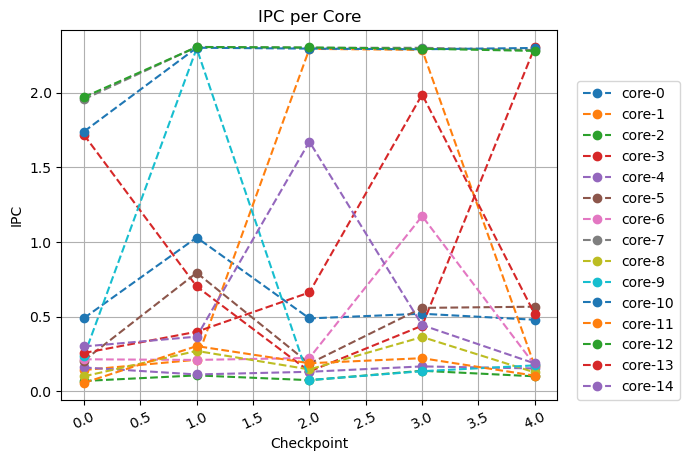 IPC per Core
IPC
2.0
1.5
1.0
0.5
0.0
0.0
0.5
1.0
1.5
2.0
2.5
3.0
3.5
4.0
Checkpoint
core-0
core-1
core-2
core-3
core-4
core-5
core-6
core-7
core-8
core-9
core-10
core-11
core-12
core-13
core-14